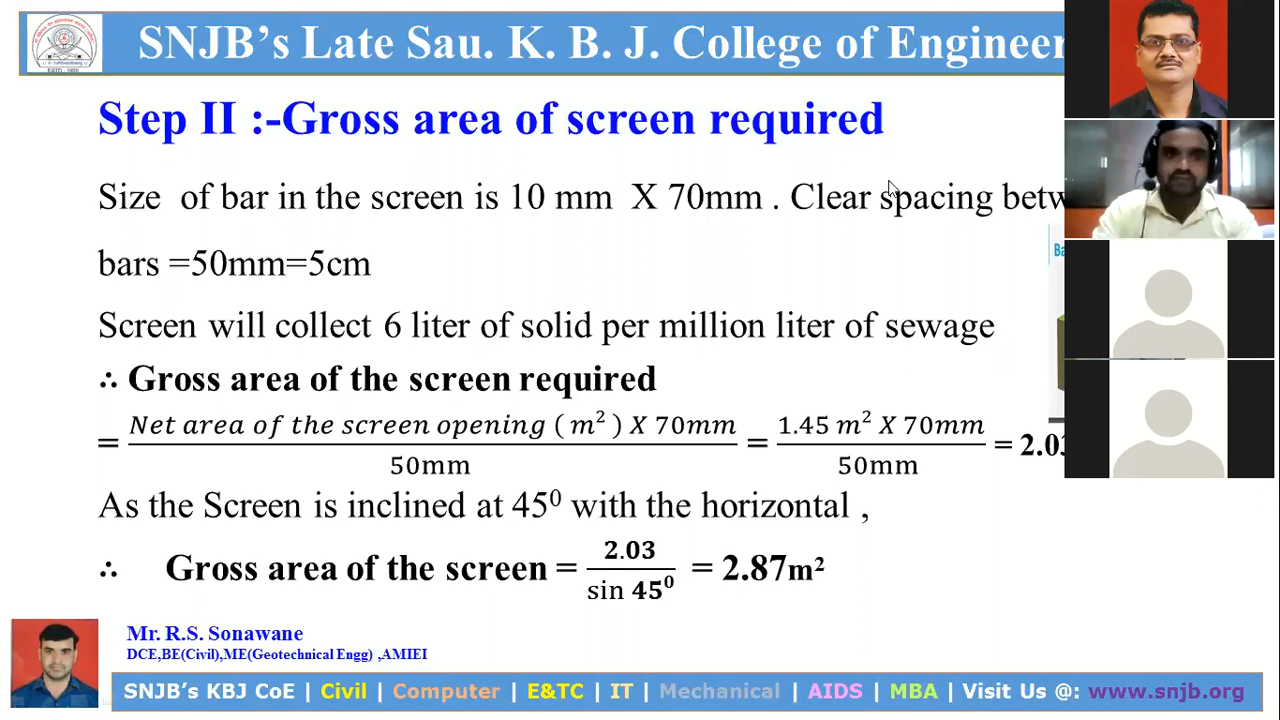 SNJB’s Late Sau. K. B. J. College of Engineer
Step II :-Gross area of screen required
Size of bar in the screen is 10 mm X 70mm . Clear spacing betw
bars =50mm=5cm
Ba
Screen will collect 6 liter of solid per million liter of sewage
∴ Gross area of the screen required
= Net area of the screen opening ( m² ) X 70mm / 50mm = 1.45 m² X 70mm / 50mm = 2.03
As the Screen is inclined at 45⁰ with the horizontal ,
∴ Gross area of the screen = 2.03 / sin 45⁰ = 2.87m²
Mr. R.S. Sonawane
DCE,BE(Civil),ME(Geotechnical Engg) ,AMIEI
SNJB’s KBJ CoE | Civil | Computer | E&TC | IT | Mechanical | AIDS | MBA | Visit Us @: www.snjb.org